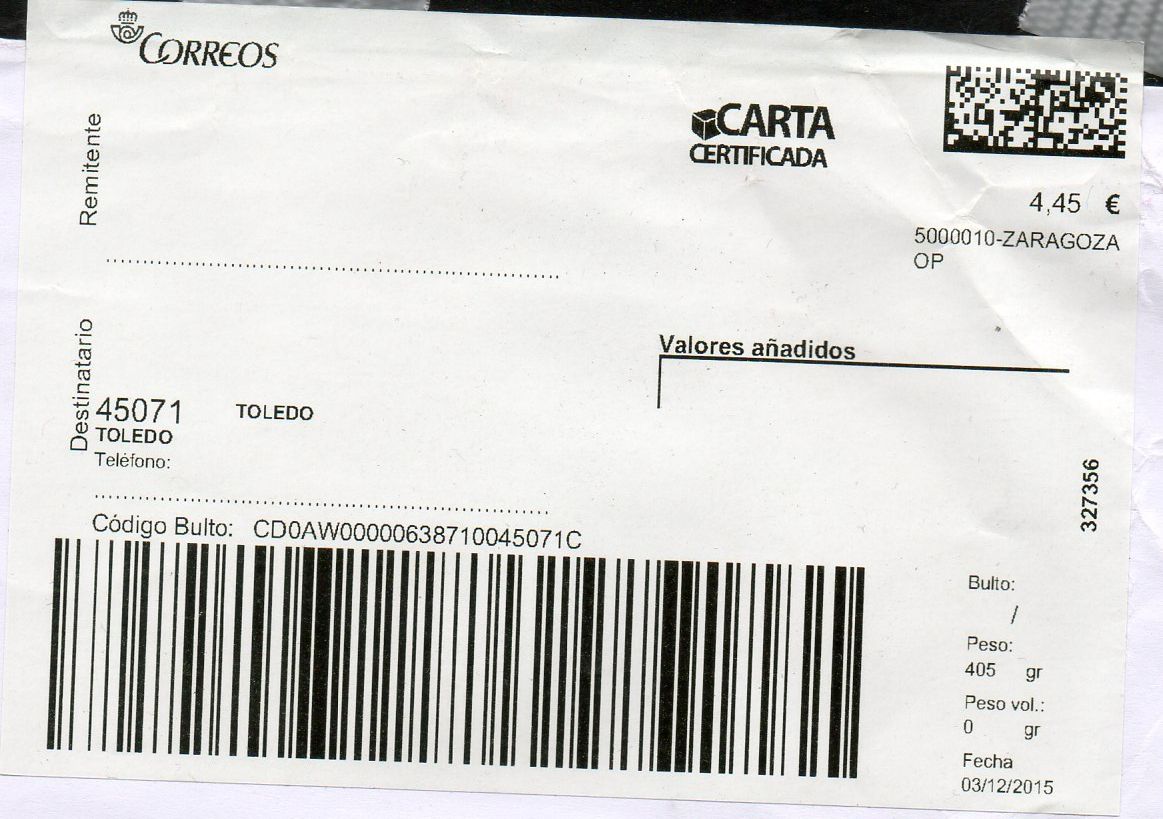 CORREOS
Remitente
CARTA
CERTIFICADA
4,45 €
5000010-ZARAGOZA
OP
Destinatario
Valores añadidos
45071 TOLEDO
TOLEDO
Teléfono:
327356
Código Bulto: CD0AW00000638710045071C
Bulto:
/
Peso:
405 gr
Peso vol.:
0 gr
Fecha
03/12/2015